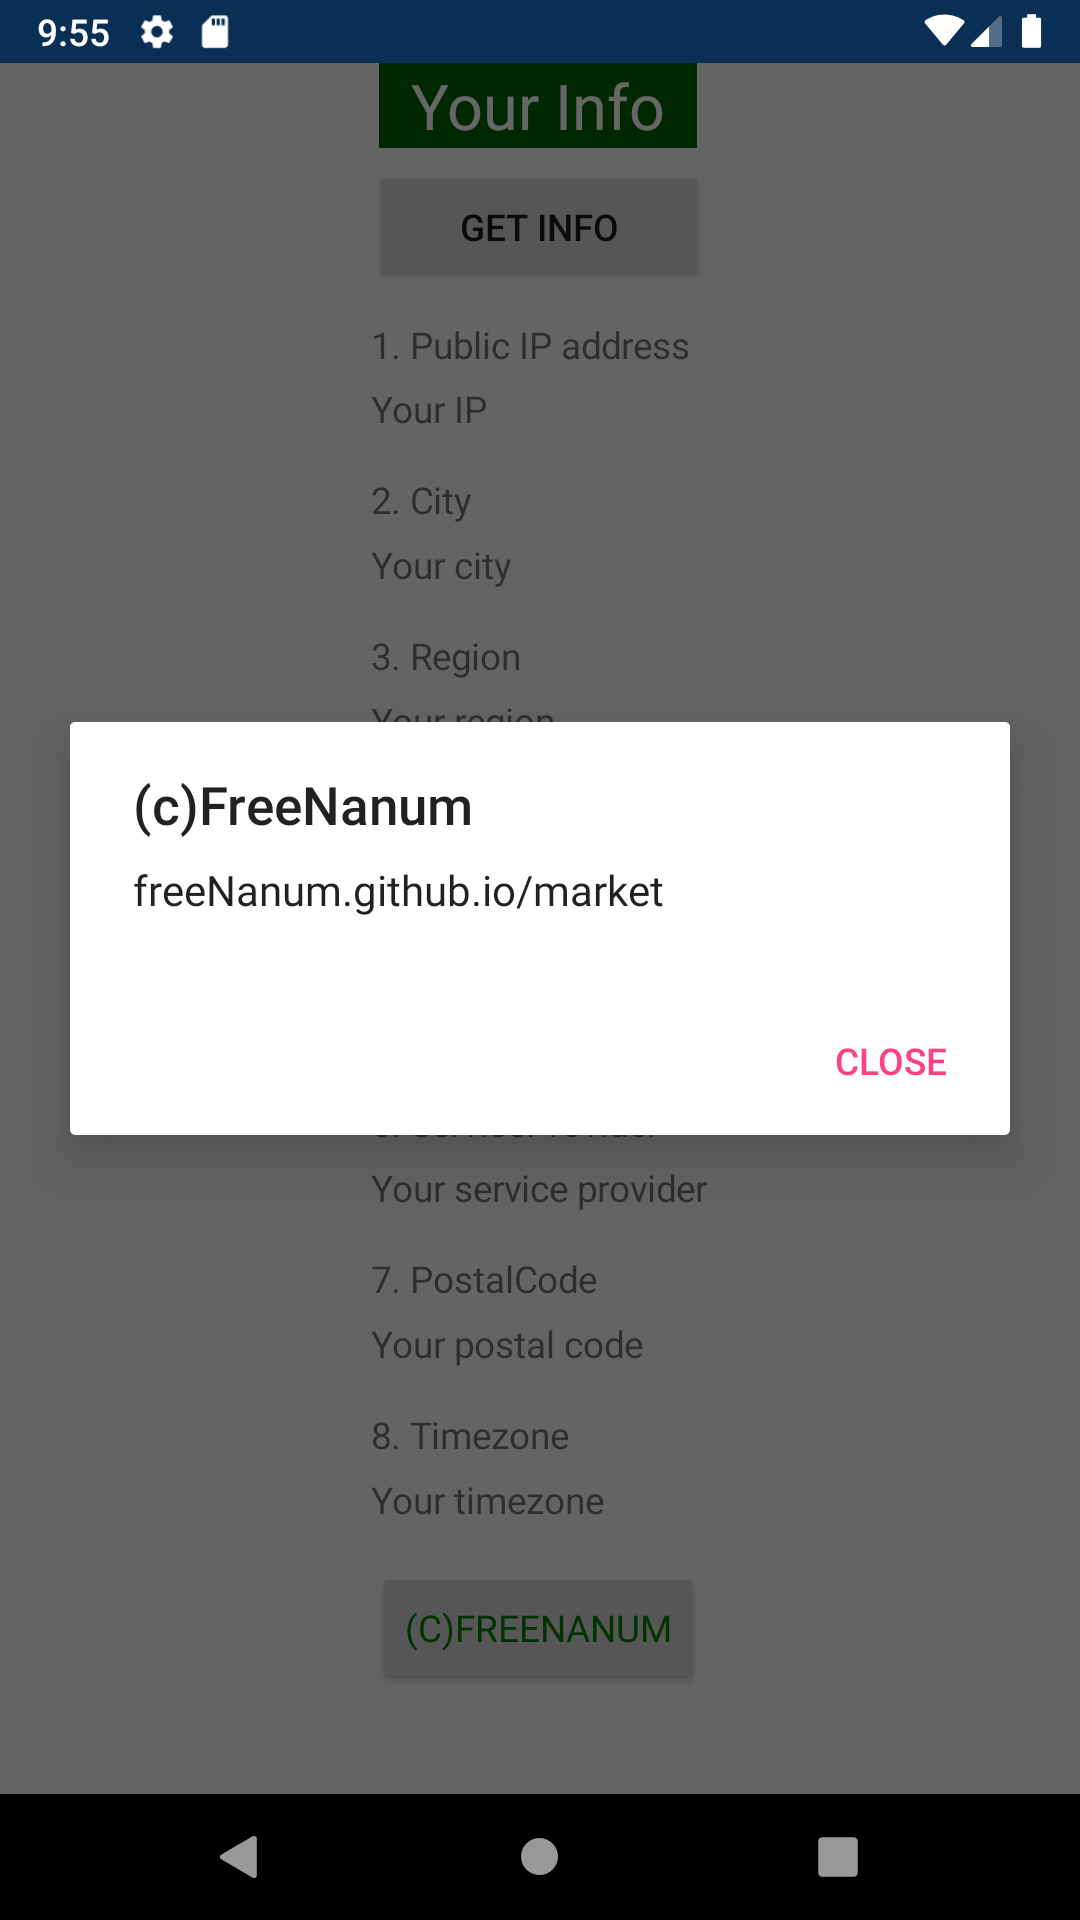 9:55
Your Info
GET INFO
1. Public IP address
Your IP
2. City
Your city
3. Region
Your region
(c)FreeNanum
freeNanum.github.io/market
CLOSE
Your service provider
7. PostalCode
Your postal code
8. Timezone
Your timezone
(C)FREENANUM